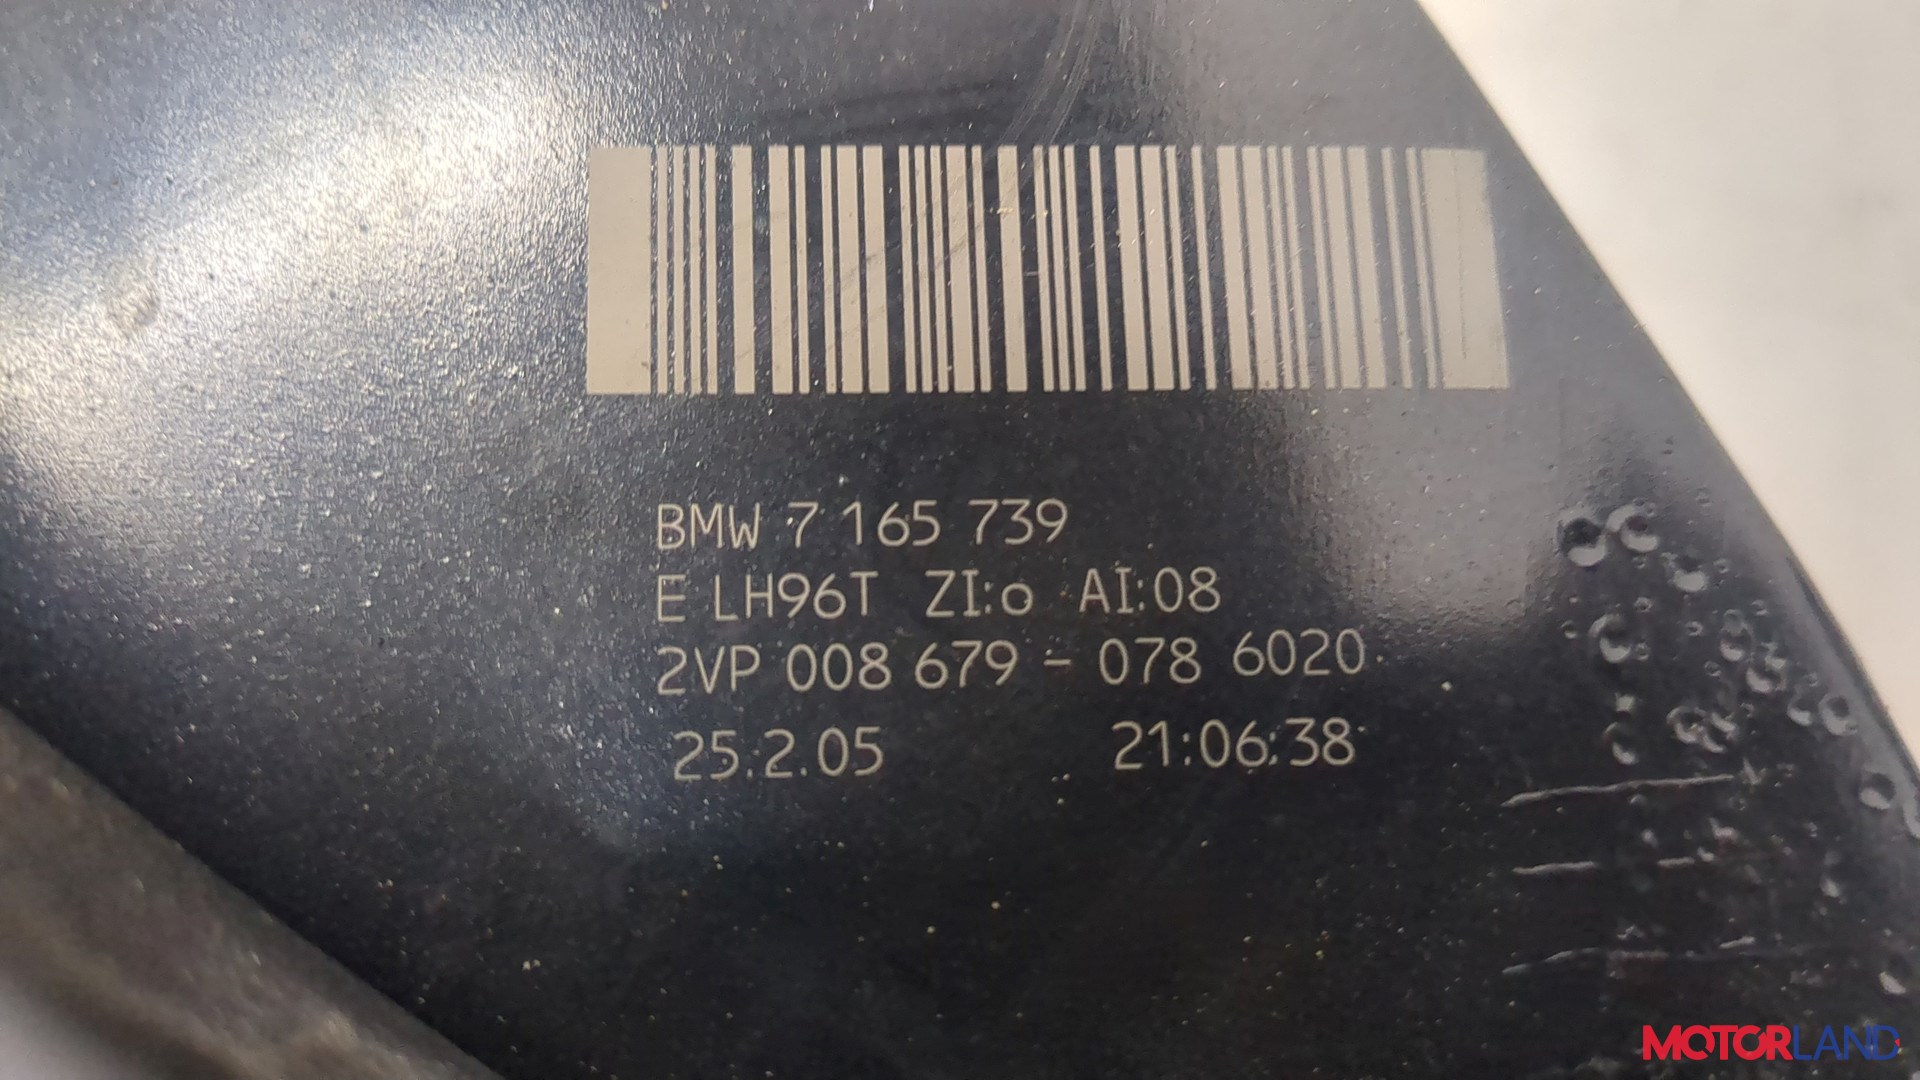 BMW 7 165 739
E LH96T ZI:o AI:08
2VP 008 679 - 078 6020
25.2.05 21:06:38
MOTORLAND